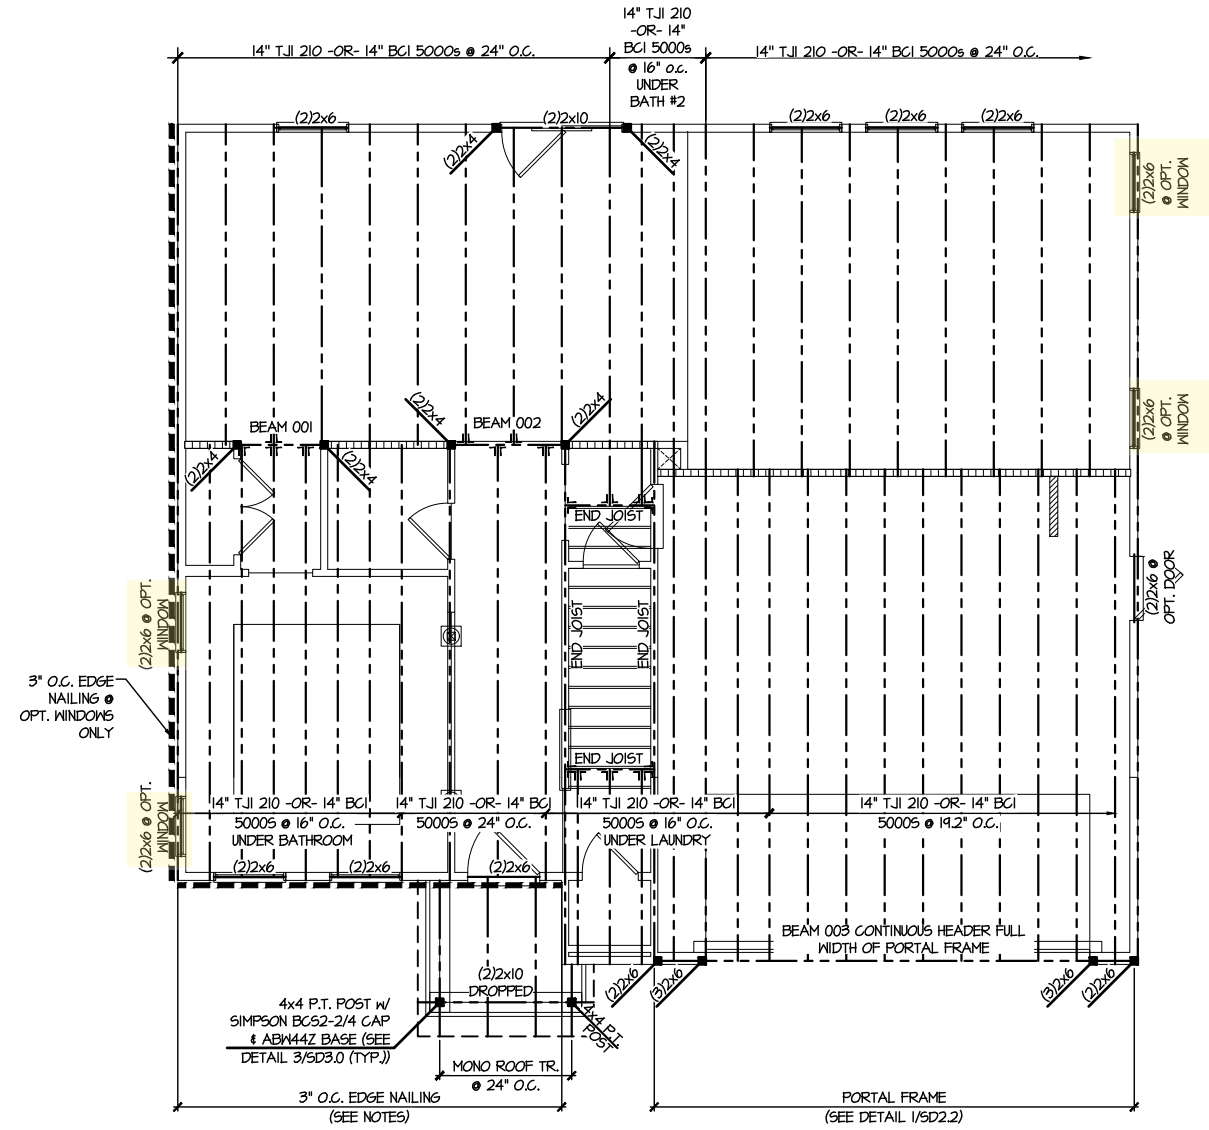 14" TJI 210
-OR- 14"
BCI 5000s
@ 16" O.C.
UNDER
BATH #2
14" TJI 210 -OR- 14" BCI 5000s @ 24" O.C.
14" TJI 210 -OR- 14" BCI 5000s @ 24" O.C.
(2)2x6
(2)2x10
(2)2x6
(2)2x6
(2)2x6
(2)2x4
(2)2x4
(2)2x6
@ OPT.
WINDOW
(2)2x6
@ OPT.
WINDOW
(2)2x4
(2)2x4
BEAM 001
BEAM 002
(2)2x4
(2)2x4
END JOIST
END JOIST
END JOIST
END JOIST
(2)2x6 @
OPT. DOOR
(2)2x6 @ OPT.
WINDOW
3" O.C. EDGE
NAILING @
OPT. WINDOWS
ONLY
(2)2x6 @ OPT.
WINDOW
14" TJI 210 -OR- 14" BCI
5000S @ 16" O.C.
UNDER BATHROOM
14" TJI 210 -OR- 14" BCI
5000S @ 24" O.C.
14" TJI 210 -OR- 14" BCI
5000S @ 16" O.C.
UNDER LAUNDRY
14" TJI 210 -OR- 14" BCI
5000S @ 19.2" O.C.
(2)2x6
(2)2x6
(2)2x6
BEAM 003 CONTINUOUS HEADER FULL
WIDTH OF PORTAL FRAME
(2)2x10
DROPPED
(2)2x6
(3)2x6
(3)2x6
(2)2x6
4x4 P.T. POST W/
SIMPSON BCS2-2/4 CAP
& ABW44Z BASE (SEE
DETAIL 3/SD3.0 (TYP.))
4x4 P.T.
POST
MONO ROOF TR.
@ 24" O.C.
3" O.C. EDGE NAILING
(SEE NOTES)
PORTAL FRAME
(SEE DETAIL 1/SD2.2)